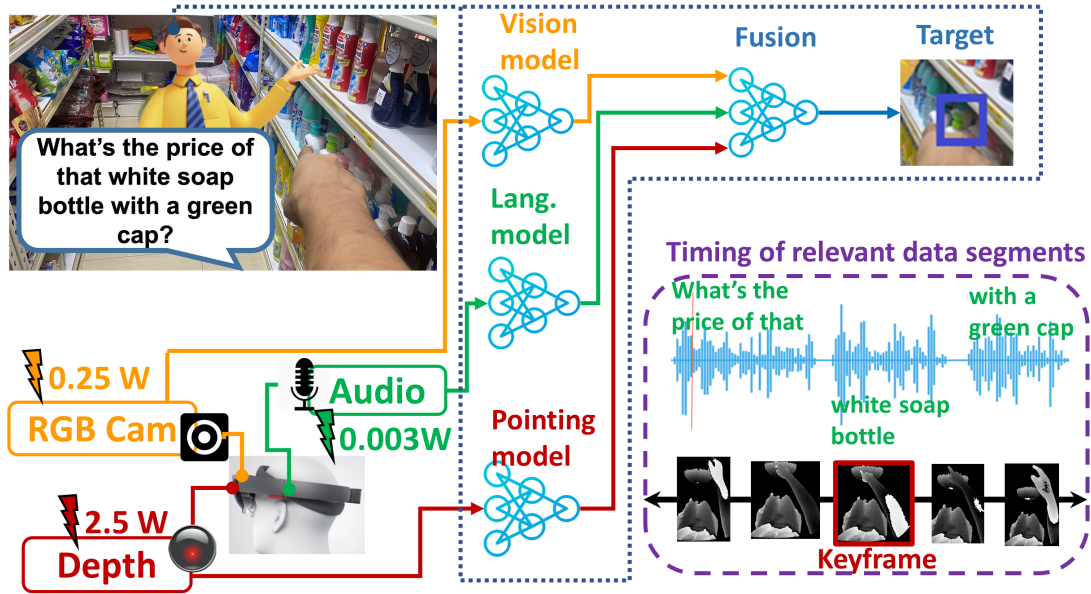 Vision
model
Fusion
Target
What's the price of
that white soap
bottle with a green
cap?
Lang.
model
Timing of relevant data segments
What's the
price of that
with a
green cap
white soap
bottle
0.25 W
RGB Cam
Audio
0.003W
Pointing
model
2.5 W
Depth
Keyframe